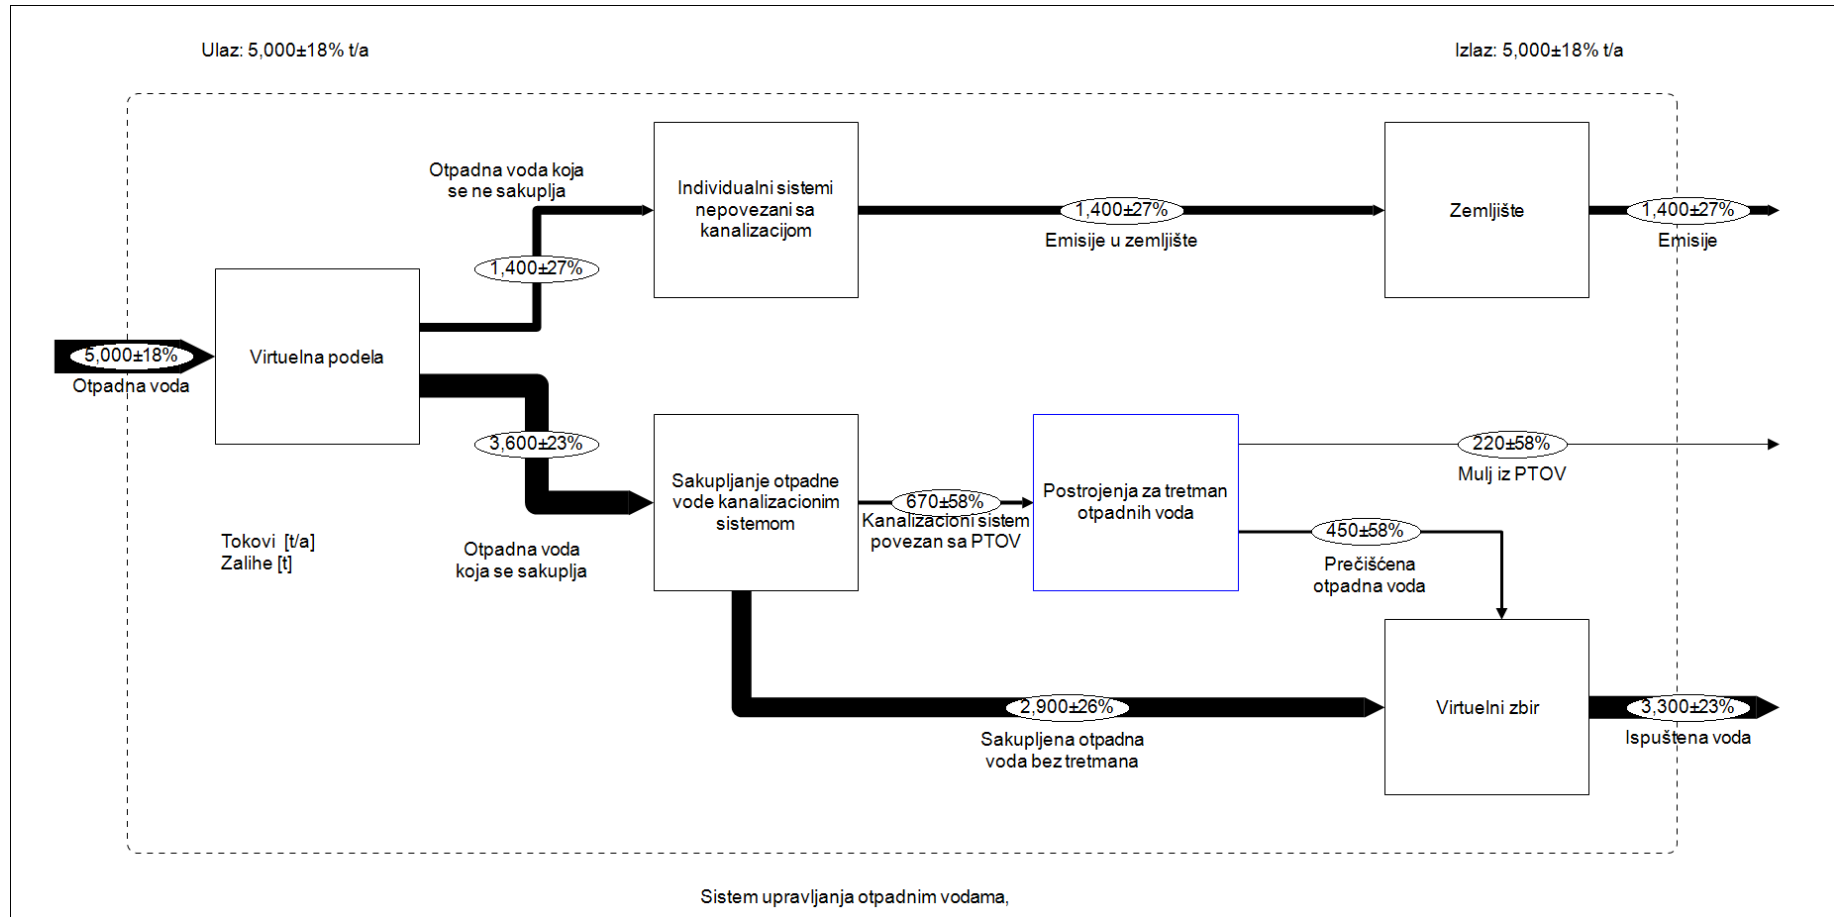 Ulaz: 5,000±18% t/a
Izlaz: 5,000±18% t/a
Otpadna voda koja
se ne sakuplja
Individualni sistemi
nepovezani sa
kanalizacijom
1,400±27%
Emisije u zemljište
Zemljište
1,400±27%
Emisije
1,400±27%
5,000±18%
Otpadna voda
Virtuelna podela
3,600±23%
Otpadna voda
koja se sakuplja
Tokovi [t/a]
Zalihe [t]
Sakupljanje otpadne
vode kanalizacionim
sistemom
670±58%
Kanalizacioni sistem
povezan sa PTOV
Postrojenja za tretman
otpadnih voda
220±58%
Mulj iz PTOV
450±58%
Prečišćena
otpadna voda
2,900±26%
Sakupljena otpadna
voda bez tretmana
Virtuelni zbir
3,300±23%
Ispuštena voda
Sistem upravljanja otpadnim vodama,